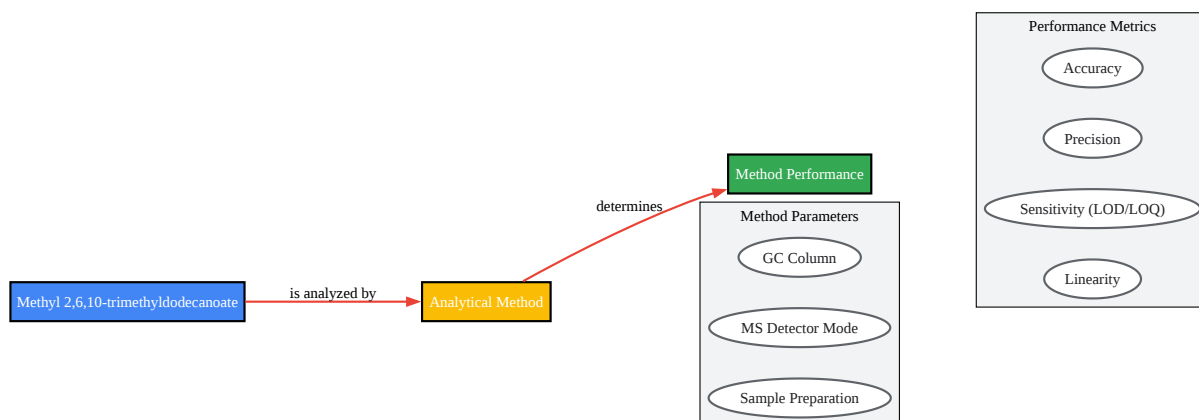 Methyl 2,6,10-trimethyldodecanoate
is analyzed by
Analytical Method
determines
Method Performance
Method Parameters
GC Column
MS Detector Mode
Sample Preparation
Performance Metrics
Accuracy
Precision
Sensitivity (LOD/LOQ)
Linearity